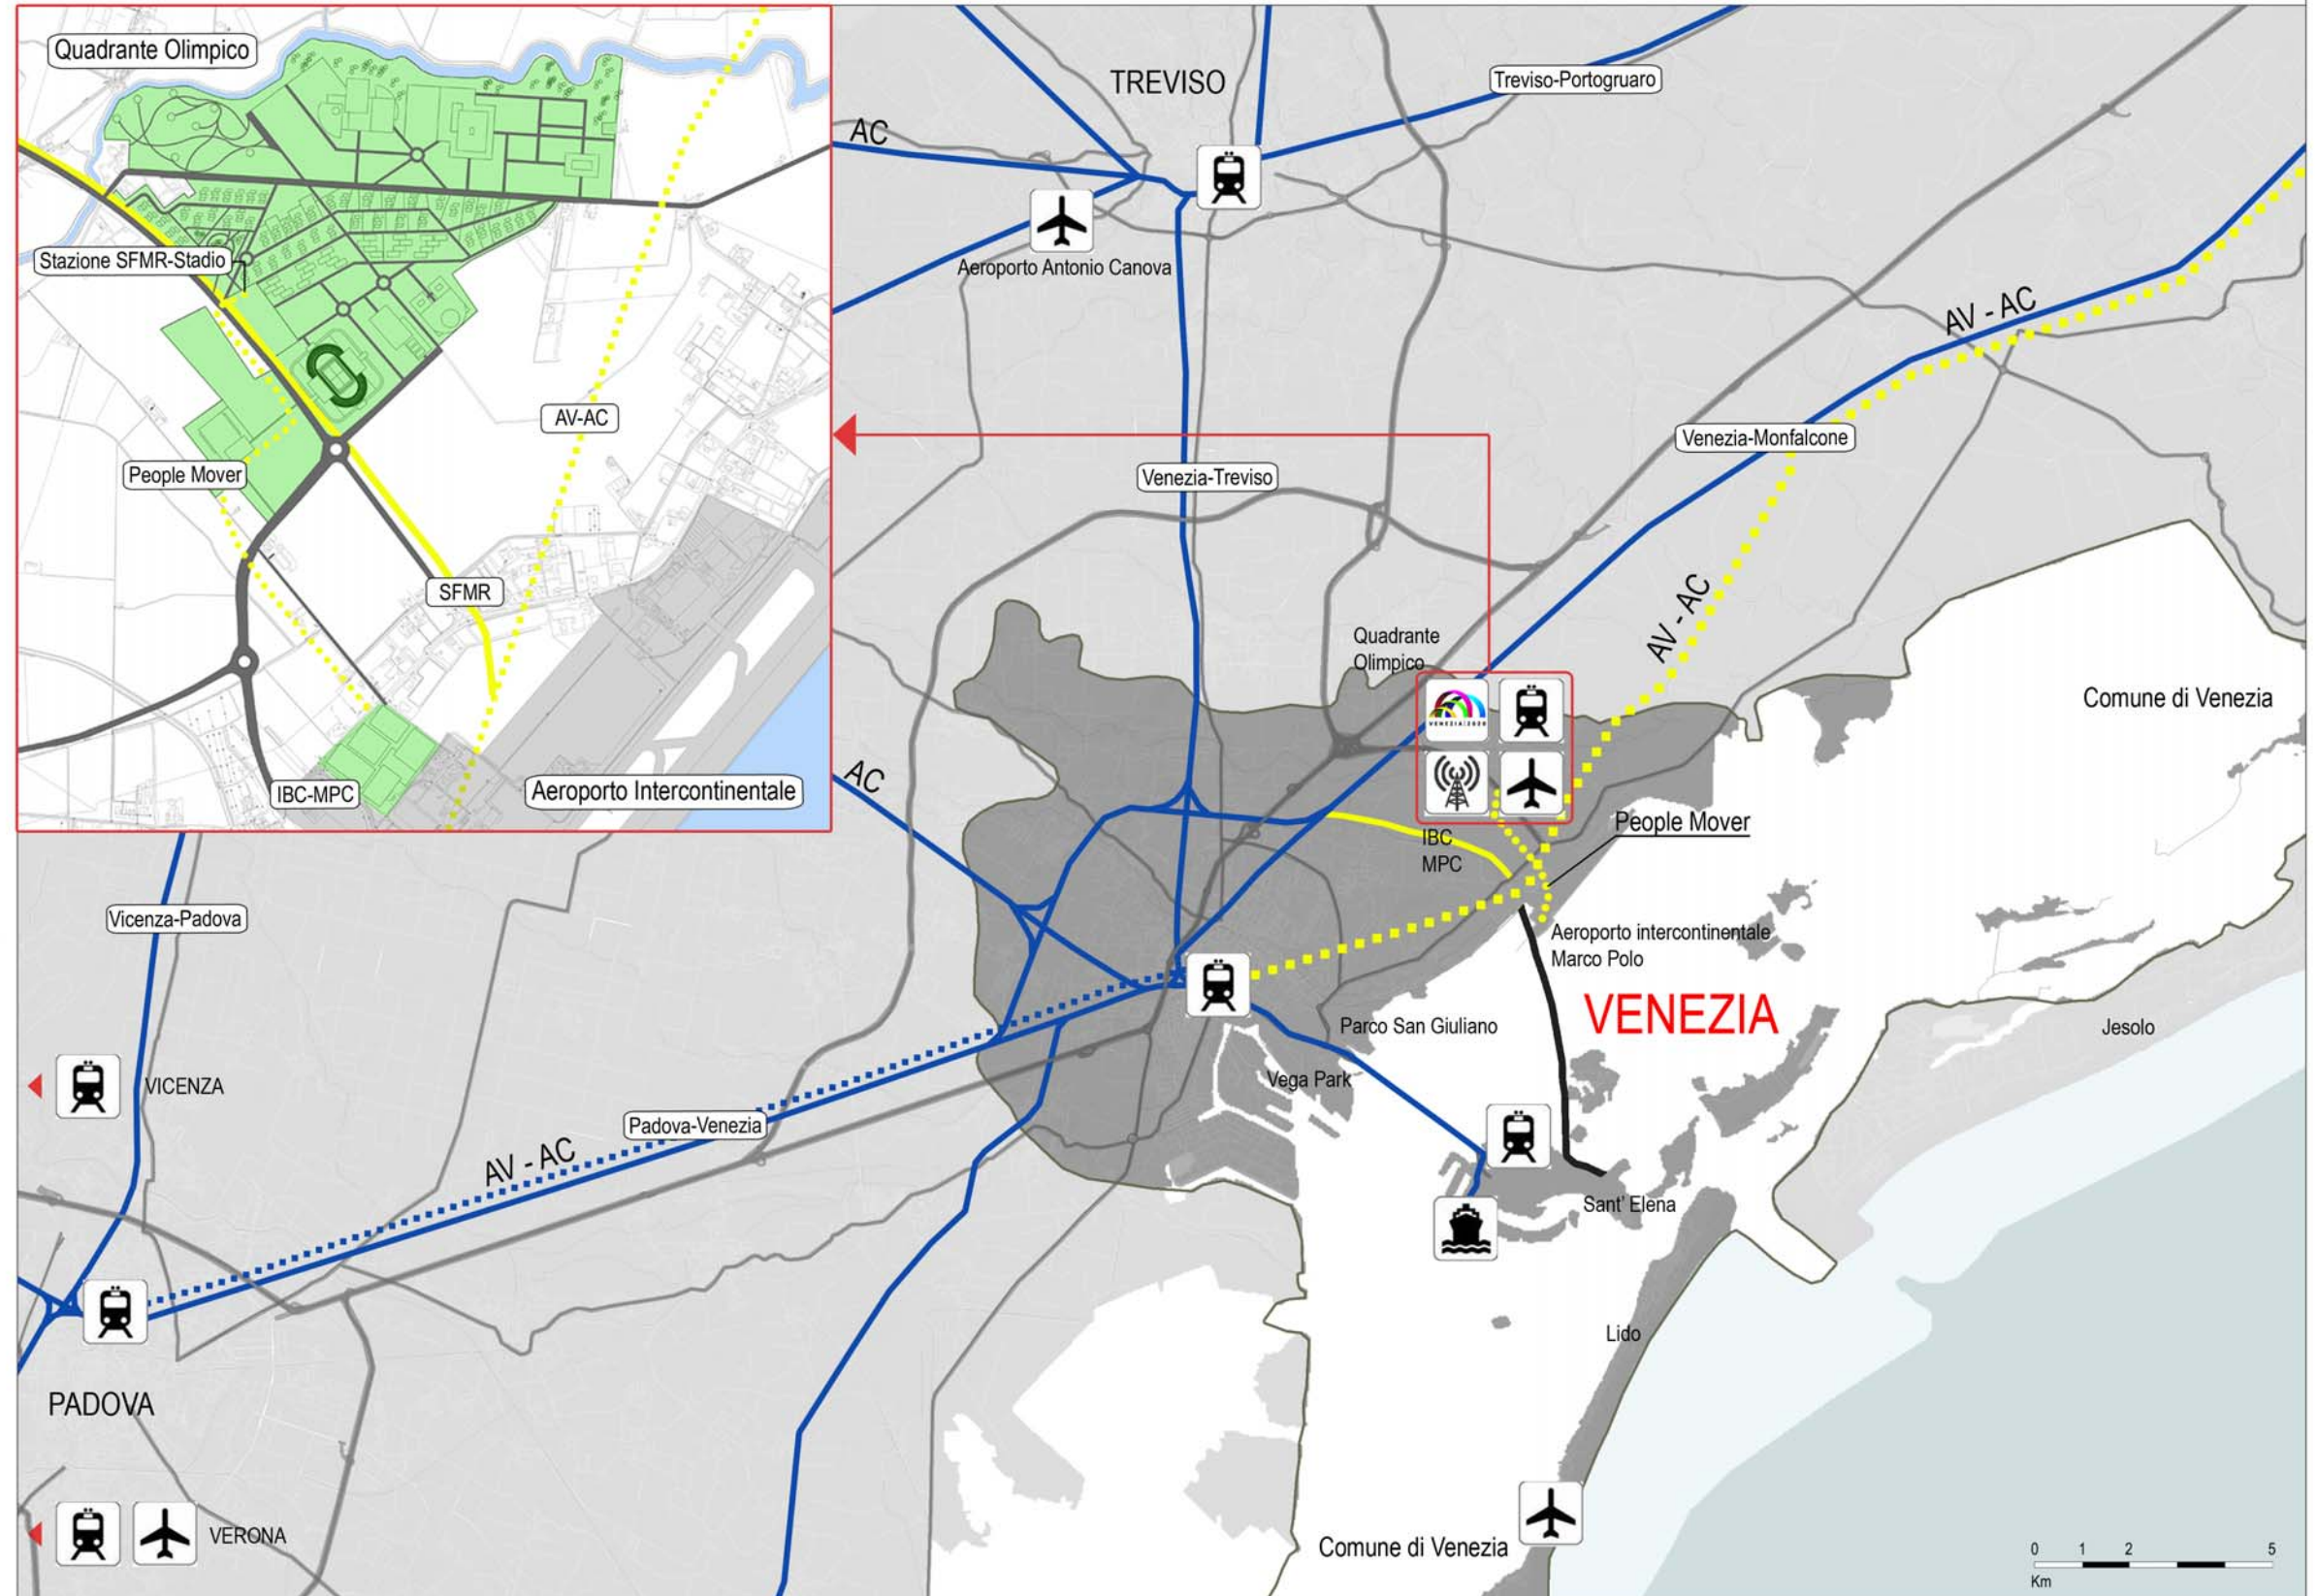 Quadrante Olimpico
Stazione SFMR-Stadio
AV-AC
People Mover
SFMR
IBC-MPC
Aeroporto Intercontinentale
TREVISO
Treviso-Portogruaro
AC
Aeroporto Antonio Canova
AV - AC
Venezia-Monfalcone
Venezia-Treviso
AV - AC
Quadrante
Olimpico
VENEZIA 2020
Comune di Venezia
AC
IBC
MPC
People Mover
Vicenza-Padova
Aeroporto intercontinentale
Marco Polo
VENEZIA
Parco San Giuliano
Jesolo
Vega Park
VICENZA
Padova-Venezia
AV - AC
Sant' Elena
Lido
PADOVA
VERONA
Comune di Venezia
0 1 2 5
Km